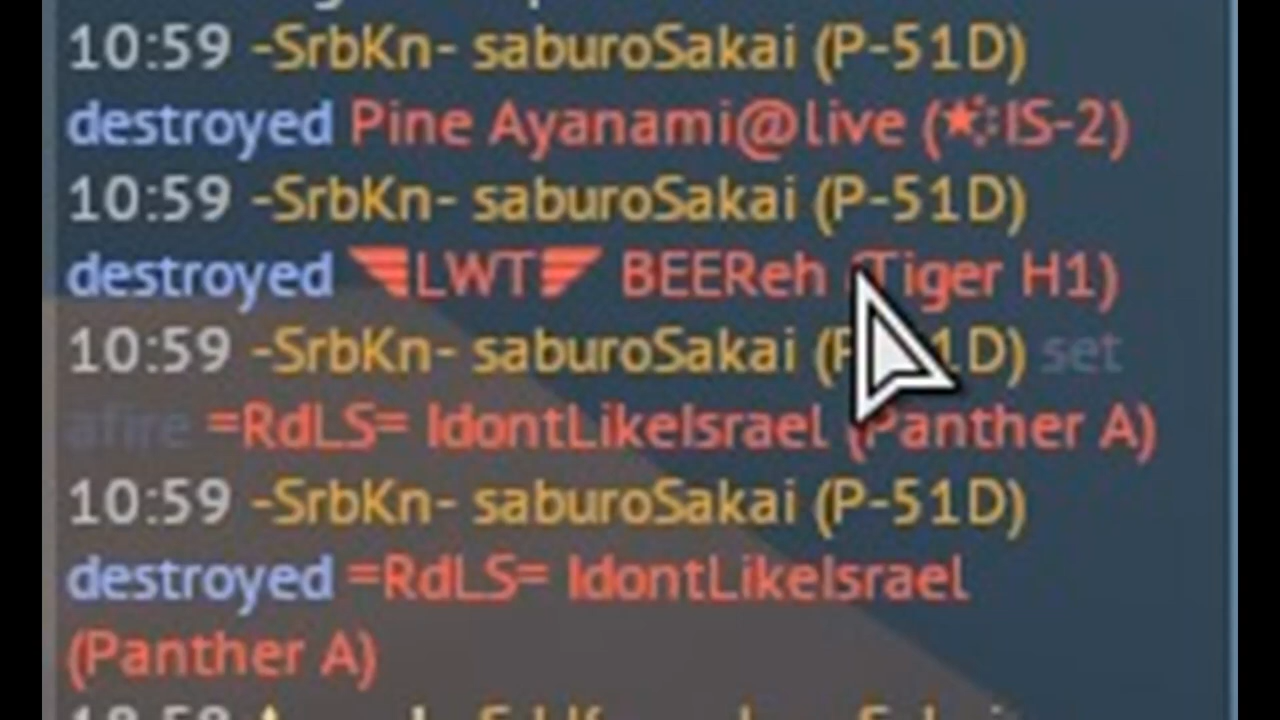 10:59 -SrbKn- saburoSakai (P-51D)
destroyed Pine Ayanami@live (IS-2)
10:59 -SrbKn- saburoSakai (P-51D)
destroyed LWT BEEReh (Tiger H1)
10:59 -SrbKn- saburoSakai (P-51D) set
afire =RdLS= IdontLikeIsrael (Panther A)
10:59 -SrbKn- saburoSakai (P-51D)
destroyed =RdLS= IdontLikeIsrael
(Panther A)